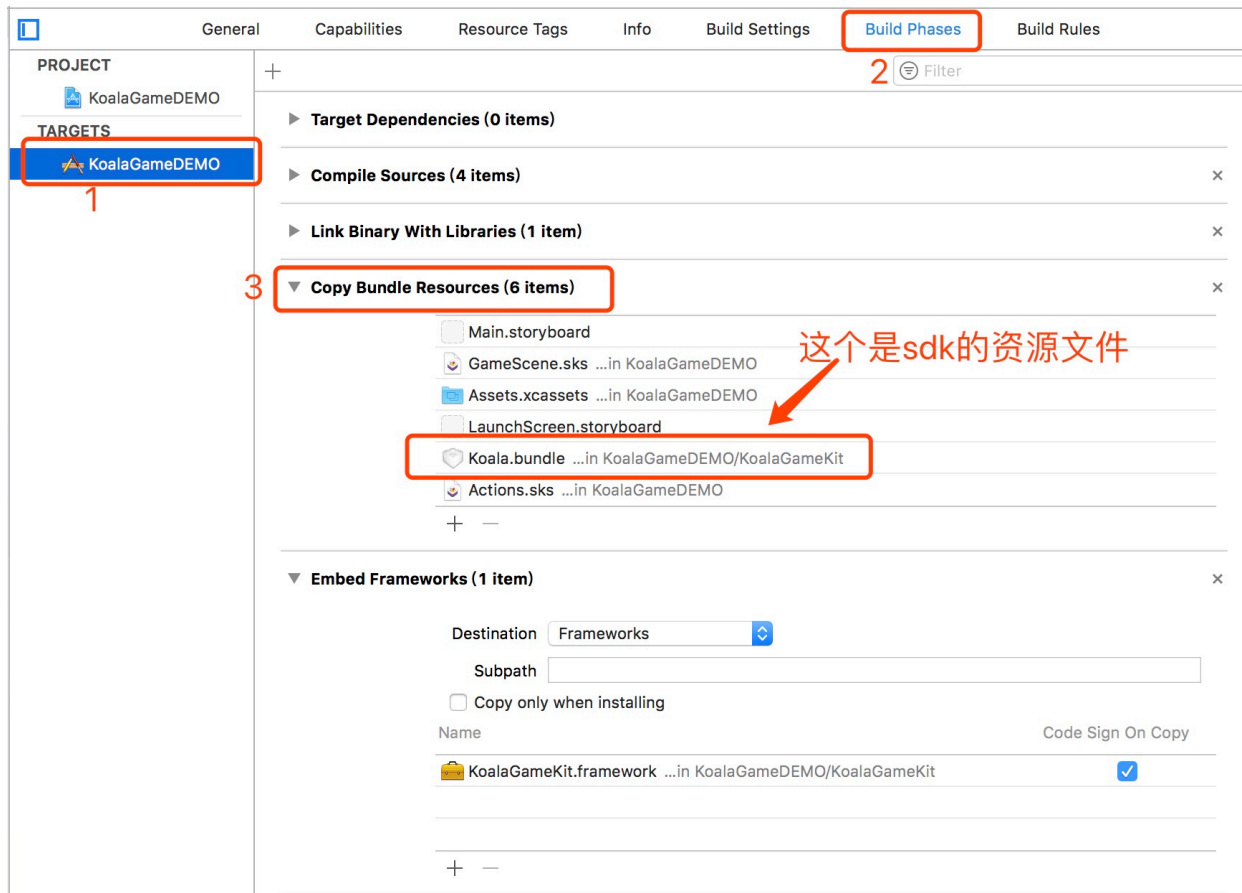 General Capabilities Resource Tags Info Build Settings Build Phases Build Rules
PROJECT
2 Filter
KoalaGameDEMO
TARGETS
Target Dependencies (0 items)
KoalaGameDEMO
1
Compile Sources (4 items)
Link Binary With Libraries (1 item)
3 Copy Bundle Resources (6 items)
Main.storyboard
这个是sdk的资源文件
GameScene.sks ...in KoalaGameDEMO
Assets.xcassets ...in KoalaGameDEMO
LaunchScreen.storyboard
Koala.bundle ...in KoalaGameDEMO/KoalaGameKit
Actions.sks ...in KoalaGameDEMO
Embed Frameworks (1 item)
Destination Frameworks
Subpath
Copy only when installing
Name Code Sign On Copy
KoalaGameKit.framework ...in KoalaGameDEMO/KoalaGameKit